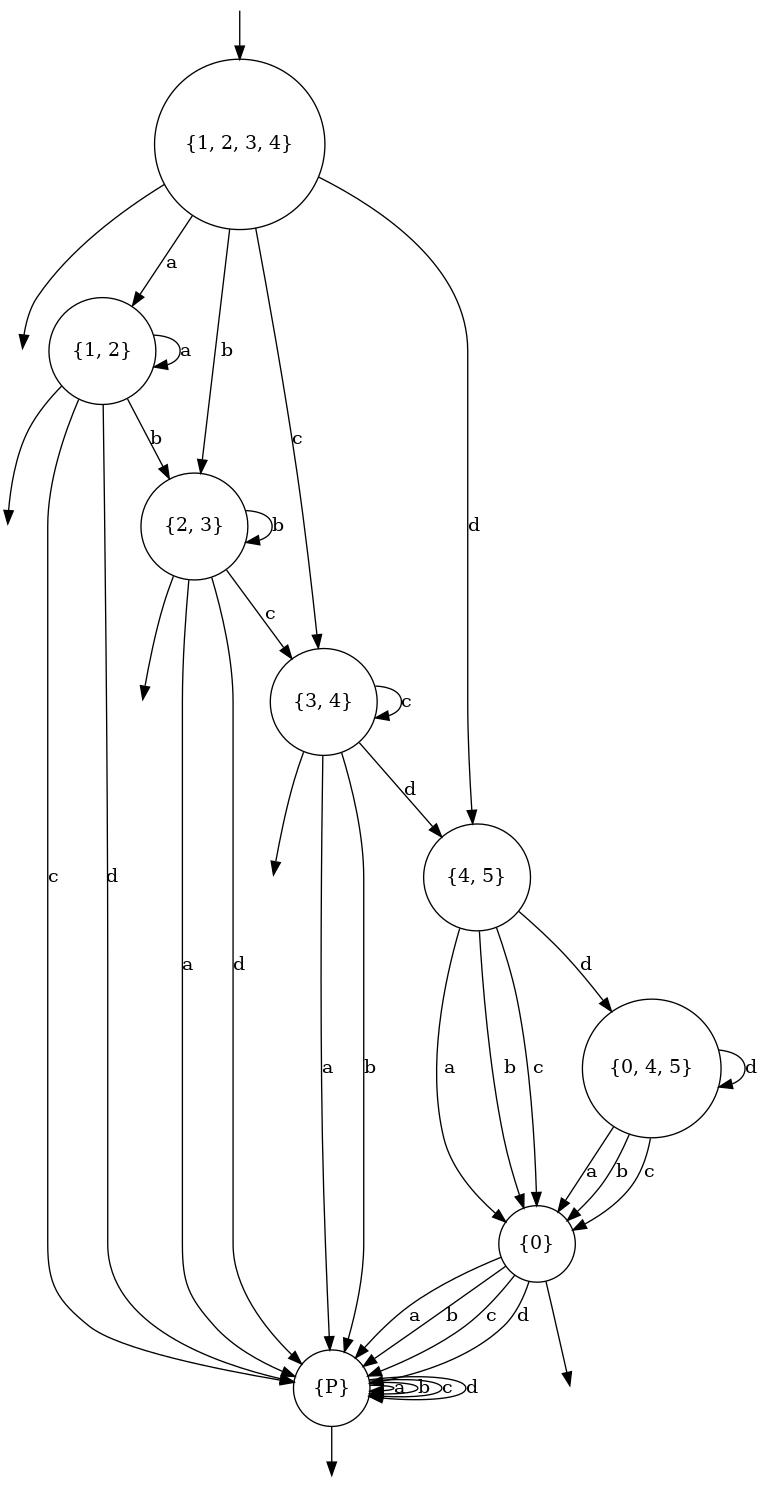 {1, 2, 3, 4}
a
{1, 2}
a
b
b
c
{2, 3}
b
d
c
{3, 4}
c
d
c
d
{4, 5}
a
d
d
a
b
a
b
c
{0, 4, 5}
d
a
b
c
{0}
a
b
c
d
{P}
a
b
c
d